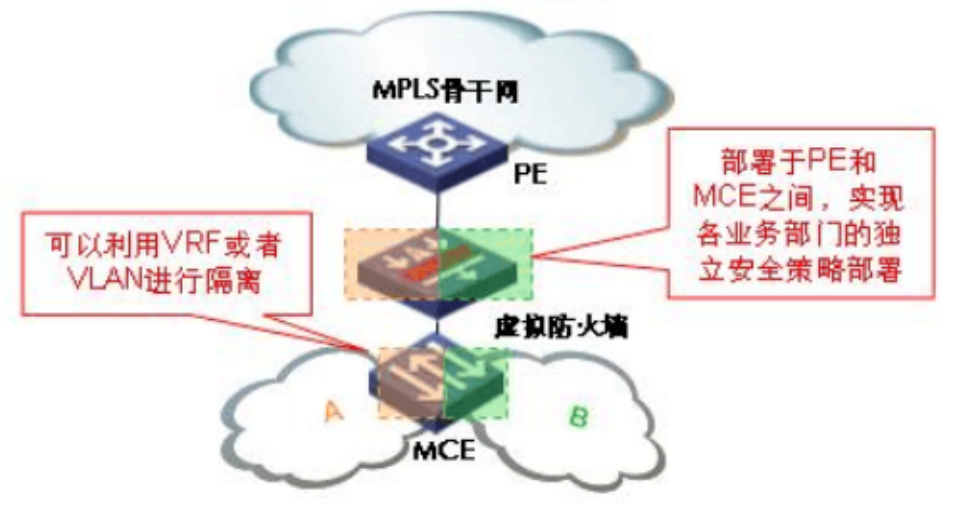 MPLS骨干网
PE
部署于PE和
MCE之间，实现
各业务部门的独
立安全策略部署
可以利用VRF或者
VLAN进行隔离
虚拟防火墙
A
B
MCE